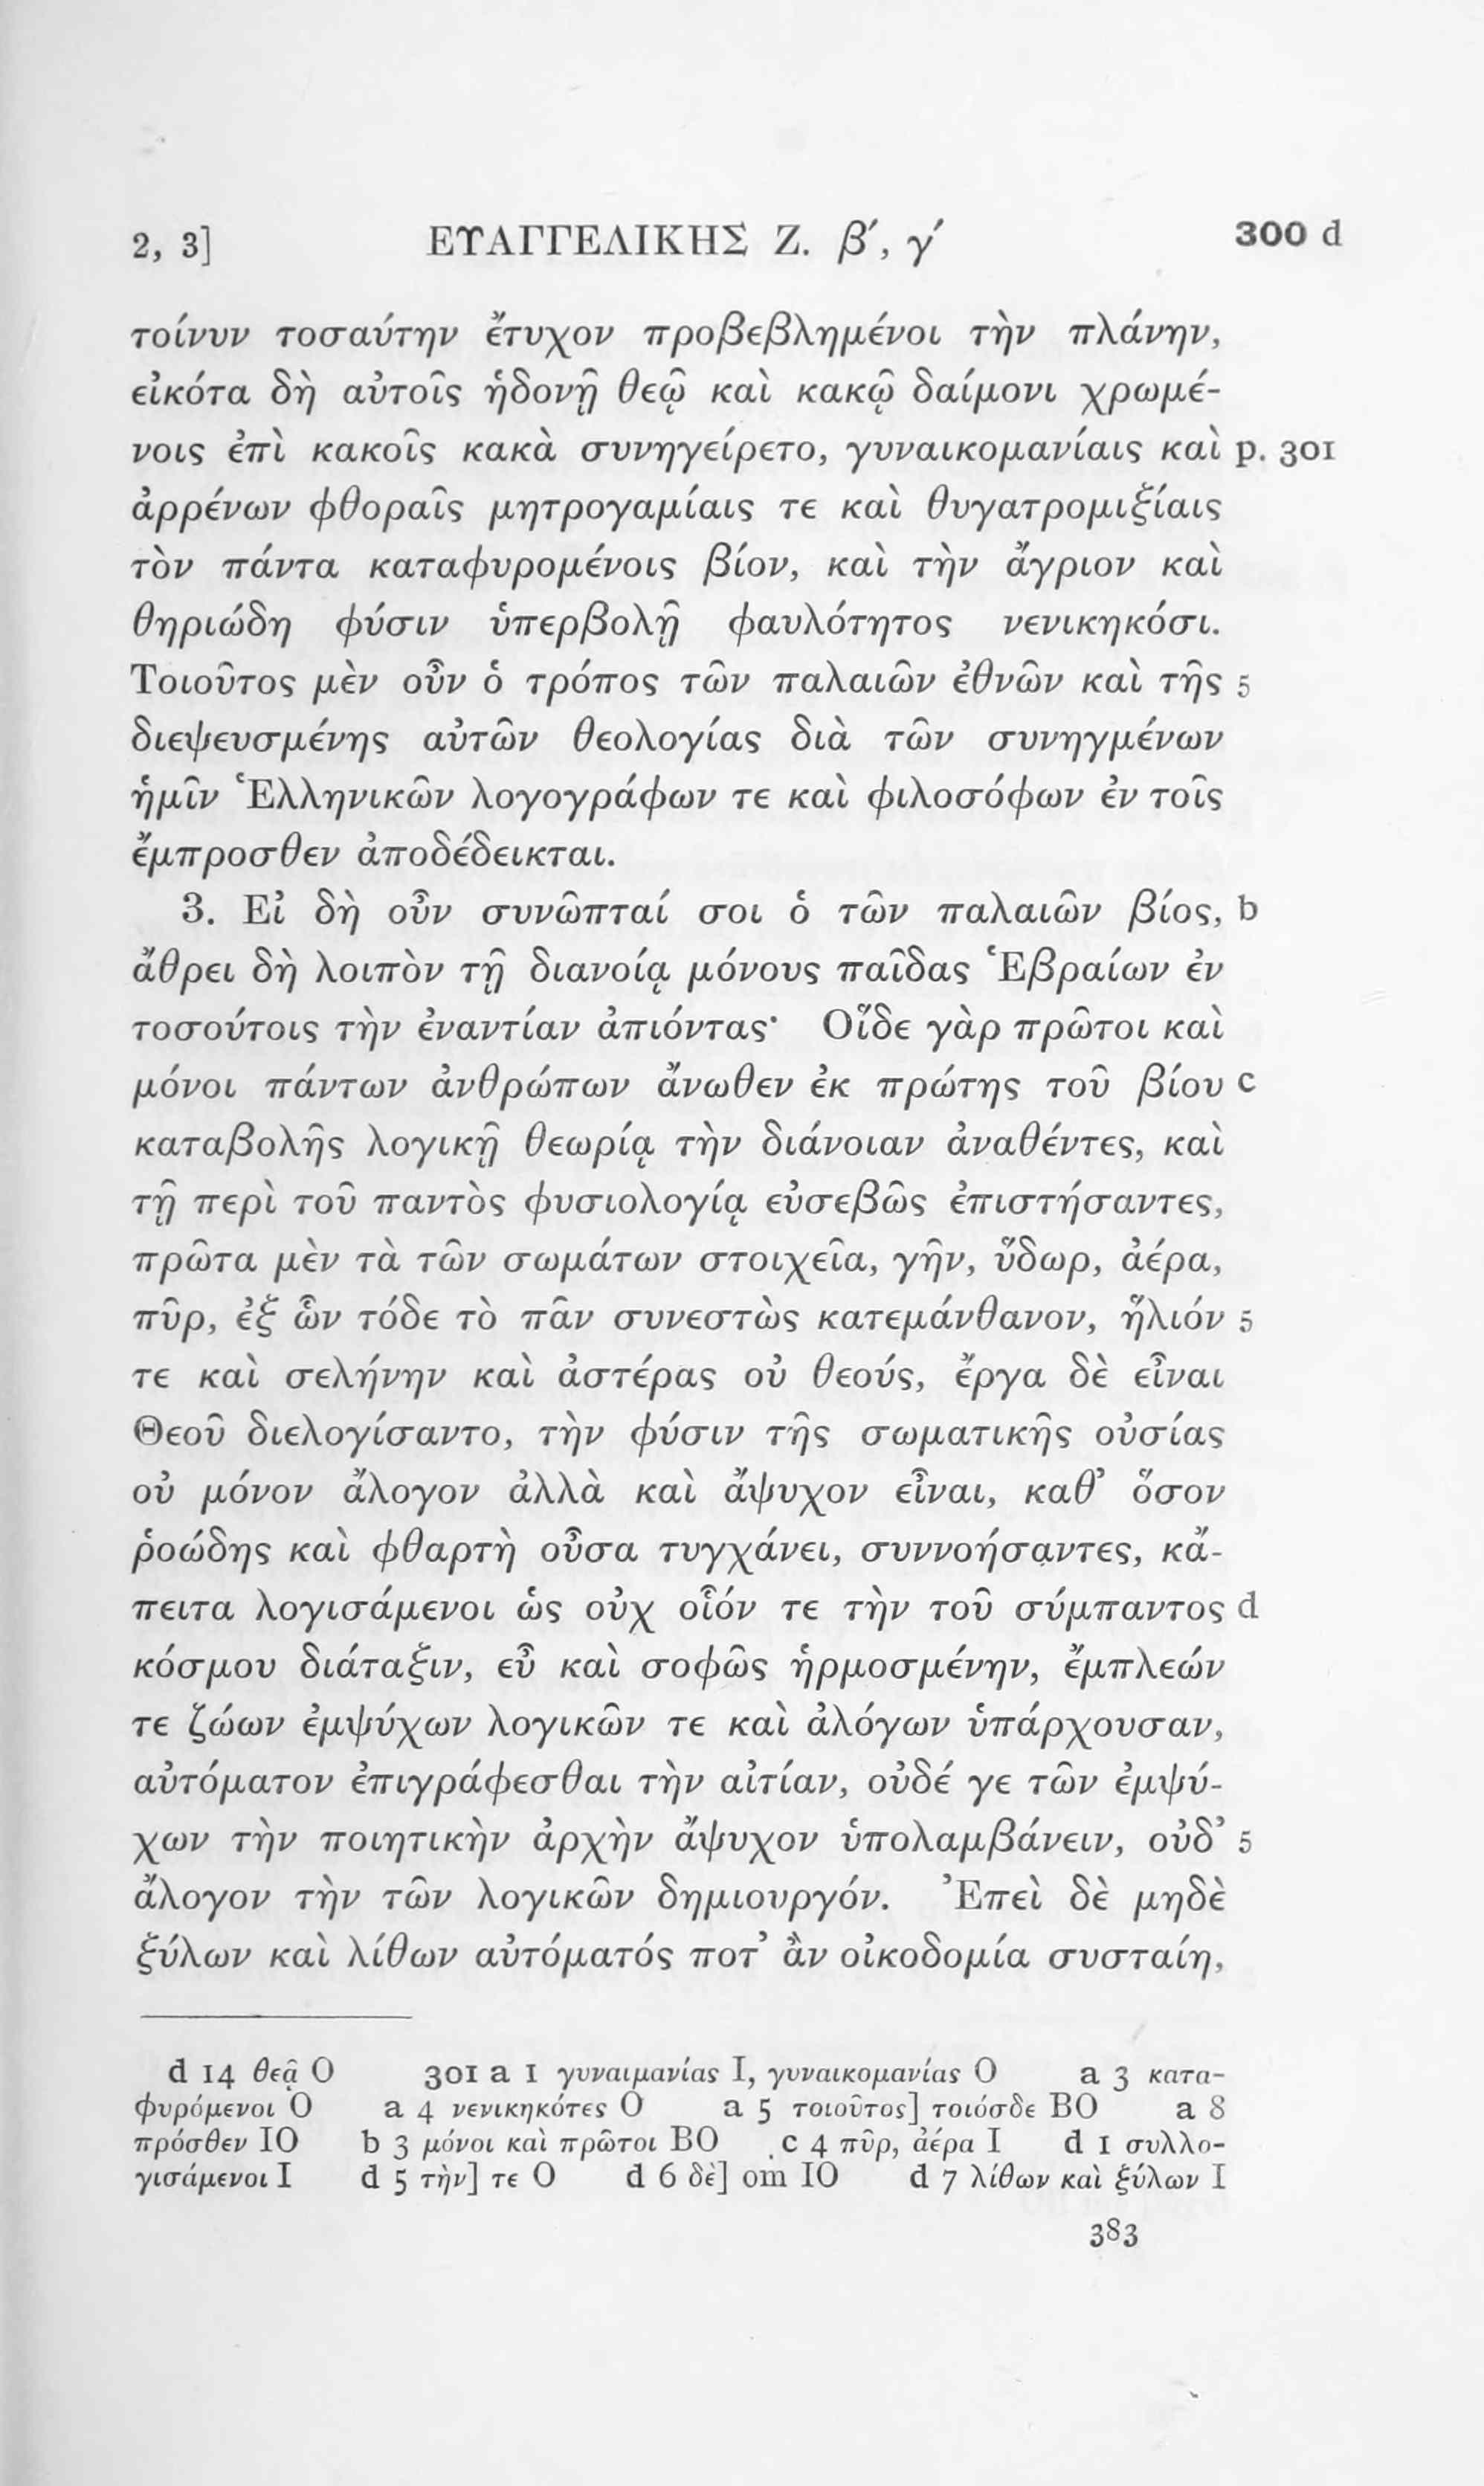 2, 3] ΕΥΑΓΓΕΛΙΚΗΣ Ζ. β′, γ′ 300 d
τοίνυν τοσαύτην ἔτυχον προβεβλημένοι τὴν πλάνην,
εἰκότα δὴ αὐτοῖς ἡδονῇ θεῷ καὶ κακῷ δαίμονι χρωμέ-
νοις ἐπὶ κακοῖς κακὰ συνηγείρετο, γυναικομανίαις καὶ p. 301
ἀρρένων φθοραῖς μητρογαμίαις τε καὶ θυγατρομιξίαις
τὸν πάντα καταφυρομένοις βίον, καὶ τὴν ἄγριον καὶ
θηριώδη φύσιν ὑπερβολῇ φαυλότητος νενικηκόσι.
Τοιοῦτος μὲν οὖν ὁ τρόπος τῶν παλαιῶν ἐθνῶν καὶ τῆς 5
διεψευσμένης αὐτῶν θεολογίας διὰ τῶν συνηγμένων
ἡμῖν Ἑλληνικῶν λογογράφων τε καὶ φιλοσόφων ἐν τοῖς
ἔμπροσθεν ἀποδέδεικται.
3. Εἰ δὴ οὖν συνῶπταί σοι ὁ τῶν παλαιῶν βίος, b
ἄθρει δὴ λοιπὸν τῇ διανοίᾳ μόνους παῖδας Ἑβραίων ἐν
τοσούτοις τὴν ἐναντίαν ἀπιόντας· Οἵδε γὰρ πρῶτοι καὶ
μόνοι πάντων ἀνθρώπων ἄνωθεν ἐκ πρώτης τοῦ βίου c
καταβολῆς λογικῇ θεωρίᾳ τὴν διάνοιαν ἀναθέντες, καὶ
τῇ περὶ τοῦ παντὸς φυσιολογίᾳ εὐσεβῶς ἐπιστήσαντες,
πρῶτα μὲν τὰ τῶν σωμάτων στοιχεῖα, γῆν, ὕδωρ, ἀέρα,
πῦρ, ἐξ ὧν τόδε τὸ πᾶν συνεστὼς κατεμάνθανον, ἥλιόν 5
τε καὶ σελήνην καὶ ἀστέρας οὐ θεούς, ἔργα δὲ εἶναι
Θεοῦ διελογίσαντο, τὴν φύσιν τῆς σωματικῆς οὐσίας
οὐ μόνον ἄλογον ἀλλὰ καὶ ἄψυχον εἶναι, καθ’ ὅσον
ῥοώδης καὶ φθαρτὴ οὖσα τυγχάνει, συννοήσαντες, κἄ-
πειτα λογισάμενοι ὡς οὐχ οἷόν τε τὴν τοῦ σύμπαντος d
κόσμου διάταξιν, εὖ καὶ σοφῶς ἡρμοσμένην, ἔμπλεών
τε ζώων ἐμψύχων λογικῶν τε καὶ ἀλόγων ὑπάρχουσαν,
αὐτόματον ἐπιγράφεσθαι τὴν αἰτίαν, οὐδέ γε τῶν ἐμψύ-
χων τὴν ποιητικὴν ἀρχὴν ἄψυχον ὑπολαμβάνειν, οὐδ’ 5
ἄλογον τὴν τῶν λογικῶν δημιουργόν. Ἐπεὶ δὲ μηδὲ
ξύλων καὶ λίθων αὐτόματός ποτ’ ἂν οἰκοδομία συσταίη,
d 14 θεᾷ O 301 a 1 γυναιμανίας I, γυναικομανίας O a 3 κατα-
φυρόμενοι O a 4 νενικηκότες O a 5 τοιοῦτος] τοιόσδε BO a 8
πρόσθεν IO b 3 μόνοι καὶ πρῶτοι BO c 4 πῦρ, ἀέρα I d 1 συλλο-
γισάμενοι I d 5 τὴν] τε O d 6 δὲ] om IO d 7 λίθων καὶ ξύλων I
383